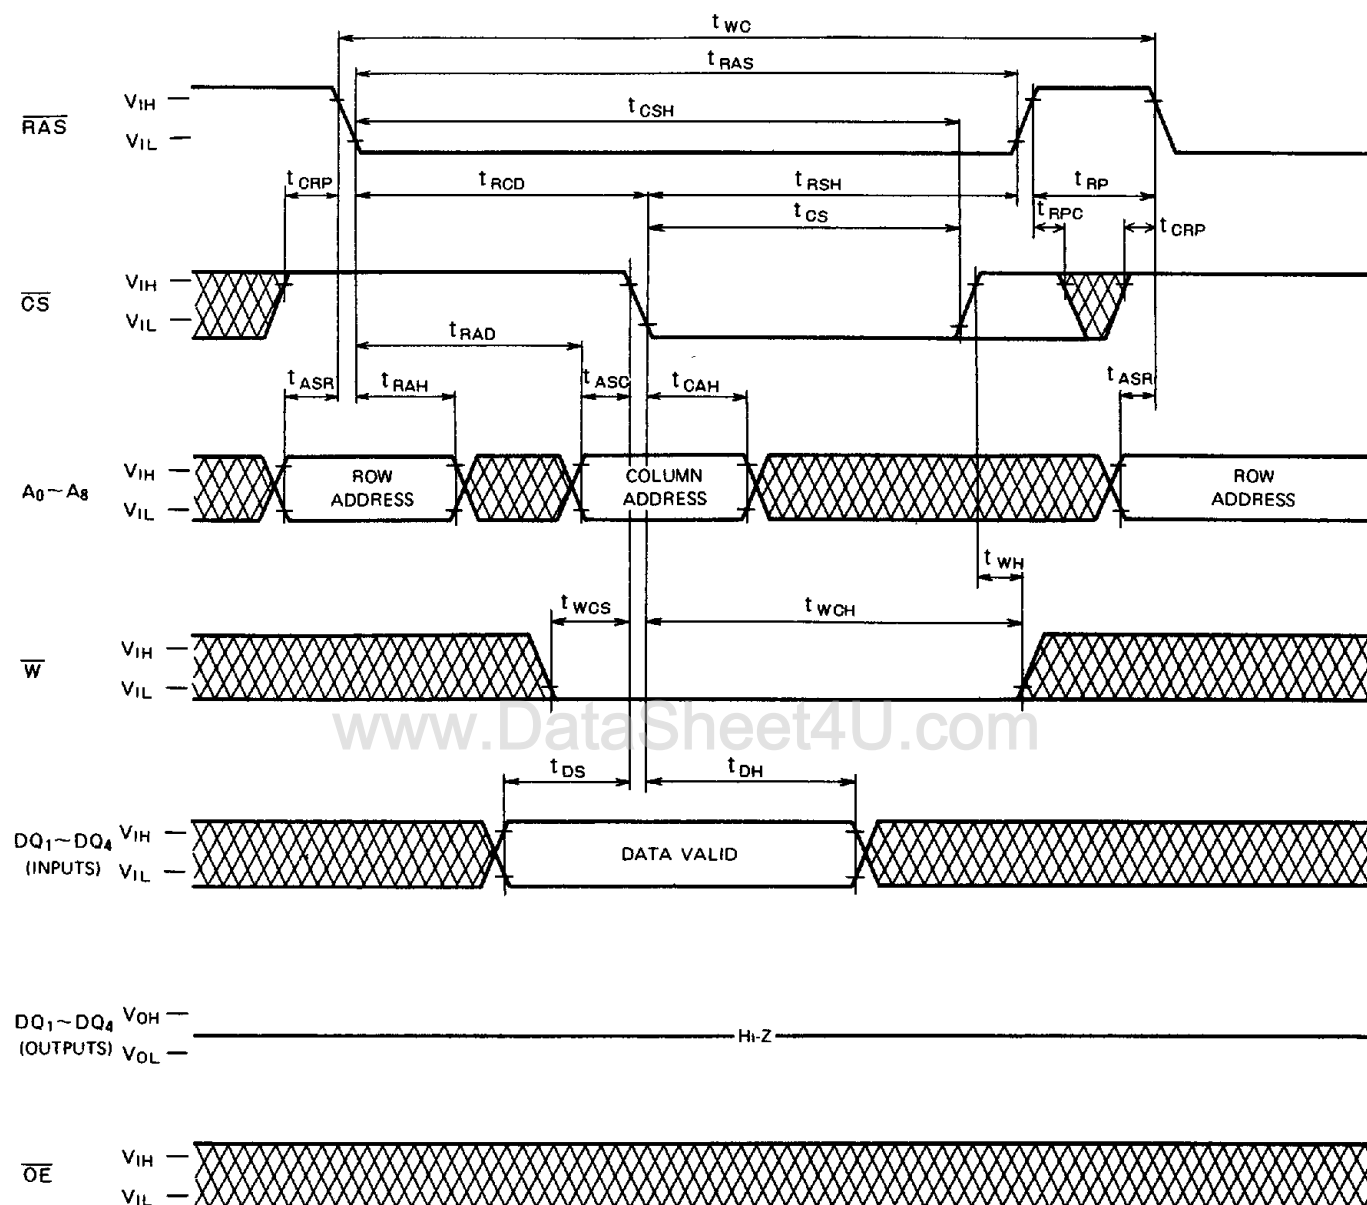 tWC
tRAS
tCSH
RAS
VIH
VIL
tCRP
tRCD
tRSH
tRP
tCS
tRPC
tCRP
CS
VIH
VIL
tRAD
tASR
tRAH
tASC
tCAH
tASR
A0~A8
VIH
VIL
ROW
ADDRESS
COLUMN
ADDRESS
ROW
ADDRESS
tWH
tWCS
tWCH
W
VIH
VIL
www.DataSheet4U.com
tDS
tDH
DQ1~DQ4
(INPUTS)
VIH
VIL
DATA VALID
DQ1~DQ4
(OUTPUTS)
VOH
VOL
Hi-Z
OE
VIH
VIL